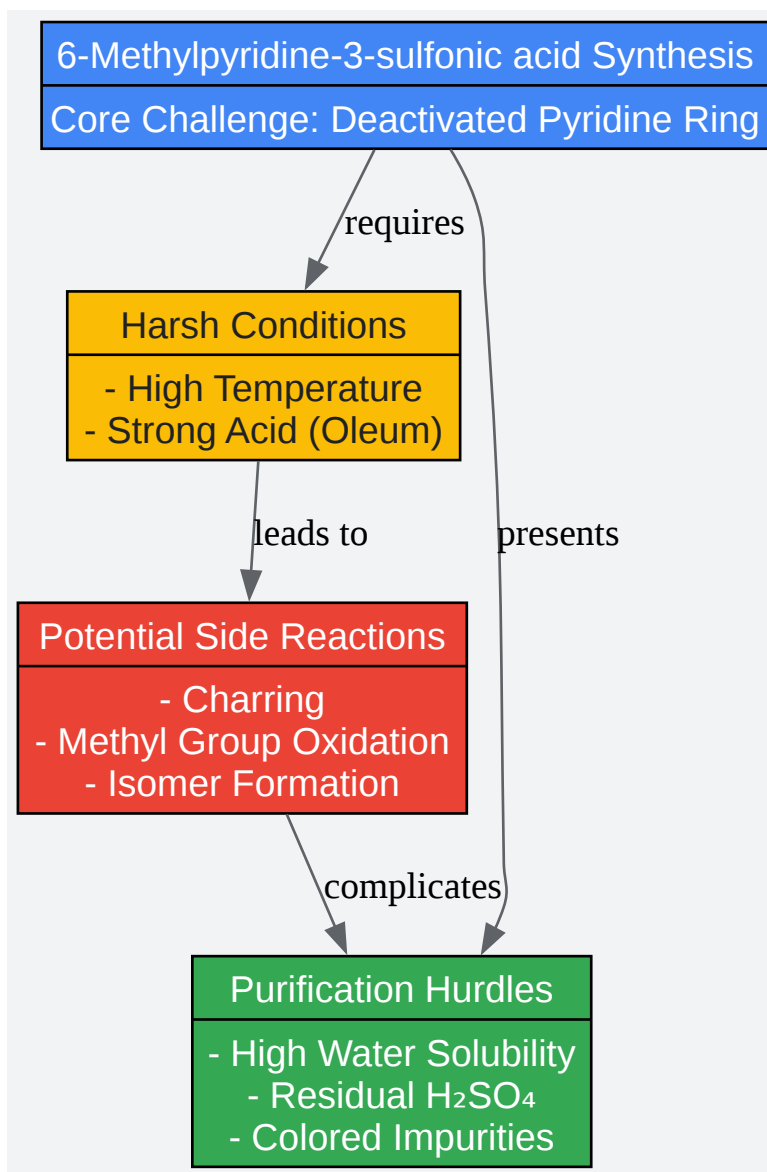 6-Methylpyridine-3-sulfonic acid Synthesis
Core Challenge: Deactivated Pyridine Ring
requires
Harsh Conditions
- High Temperature
- Strong Acid (Oleum)
leads to
presents
Potential Side Reactions
- Charring
- Methyl Group Oxidation
- Isomer Formation
complicates
Purification Hurdles
- High Water Solubility
- Residual H₂SO₄
- Colored Impurities